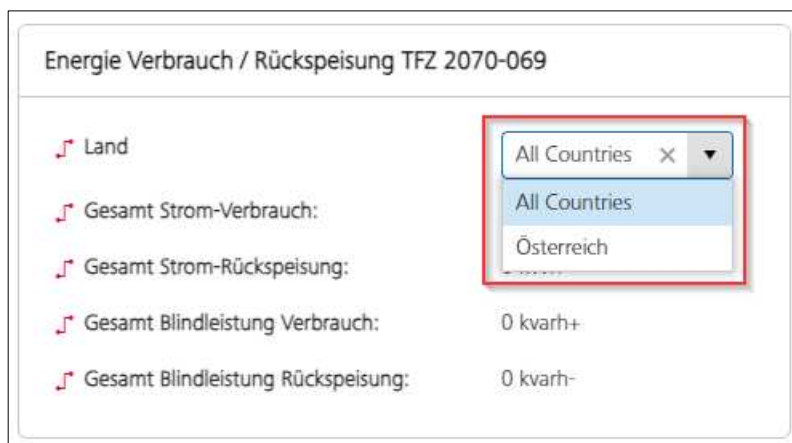 Energie Verbrauch / Rückspeisung TFZ 2070-069
Land
All Countries
All Countries
Gesamt Strom-Verbrauch:
Österreich
Gesamt Strom-Rückspeisung:
Gesamt Blindleistung Verbrauch: 0 kvarh+
Gesamt Blindleistung Rückspeisung: 0 kvarh-